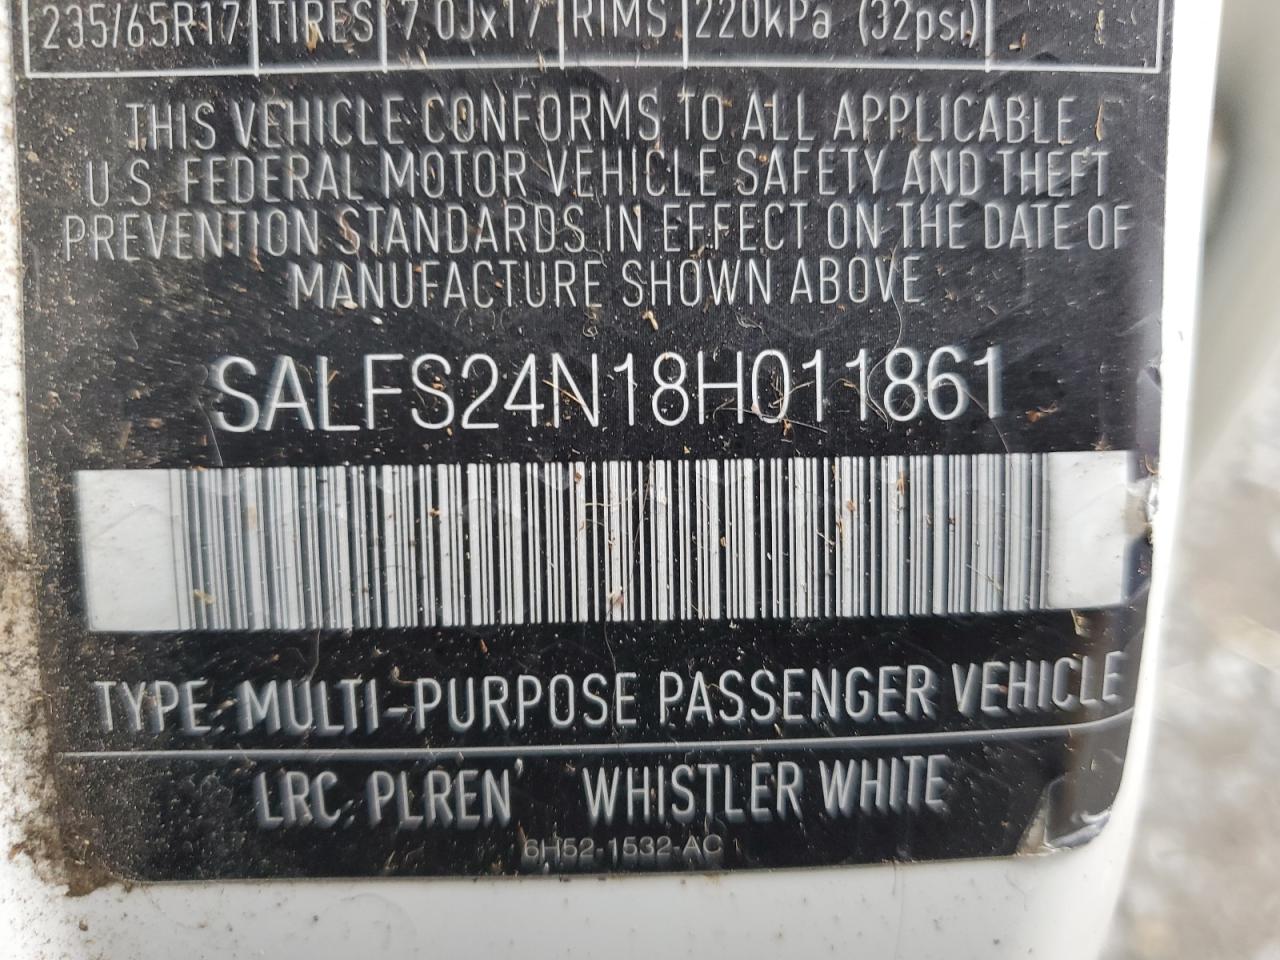 235/65R17 TIRES 7.0Jx17 RIMS 220kPa (32psi)
THIS VEHICLE CONFORMS TO ALL APPLICABLE
U.S. FEDERAL MOTOR VEHICLE SAFETY AND THEFT
PREVENTION STANDARDS IN EFFECT ON THE DATE OF
MANUFACTURE SHOWN ABOVE
SALFS24N18H011861
TYPE: MULTI-PURPOSE PASSENGER VEHICLE
LRC. PLREN' WHISTLER WHITE
6H52-1532-AC